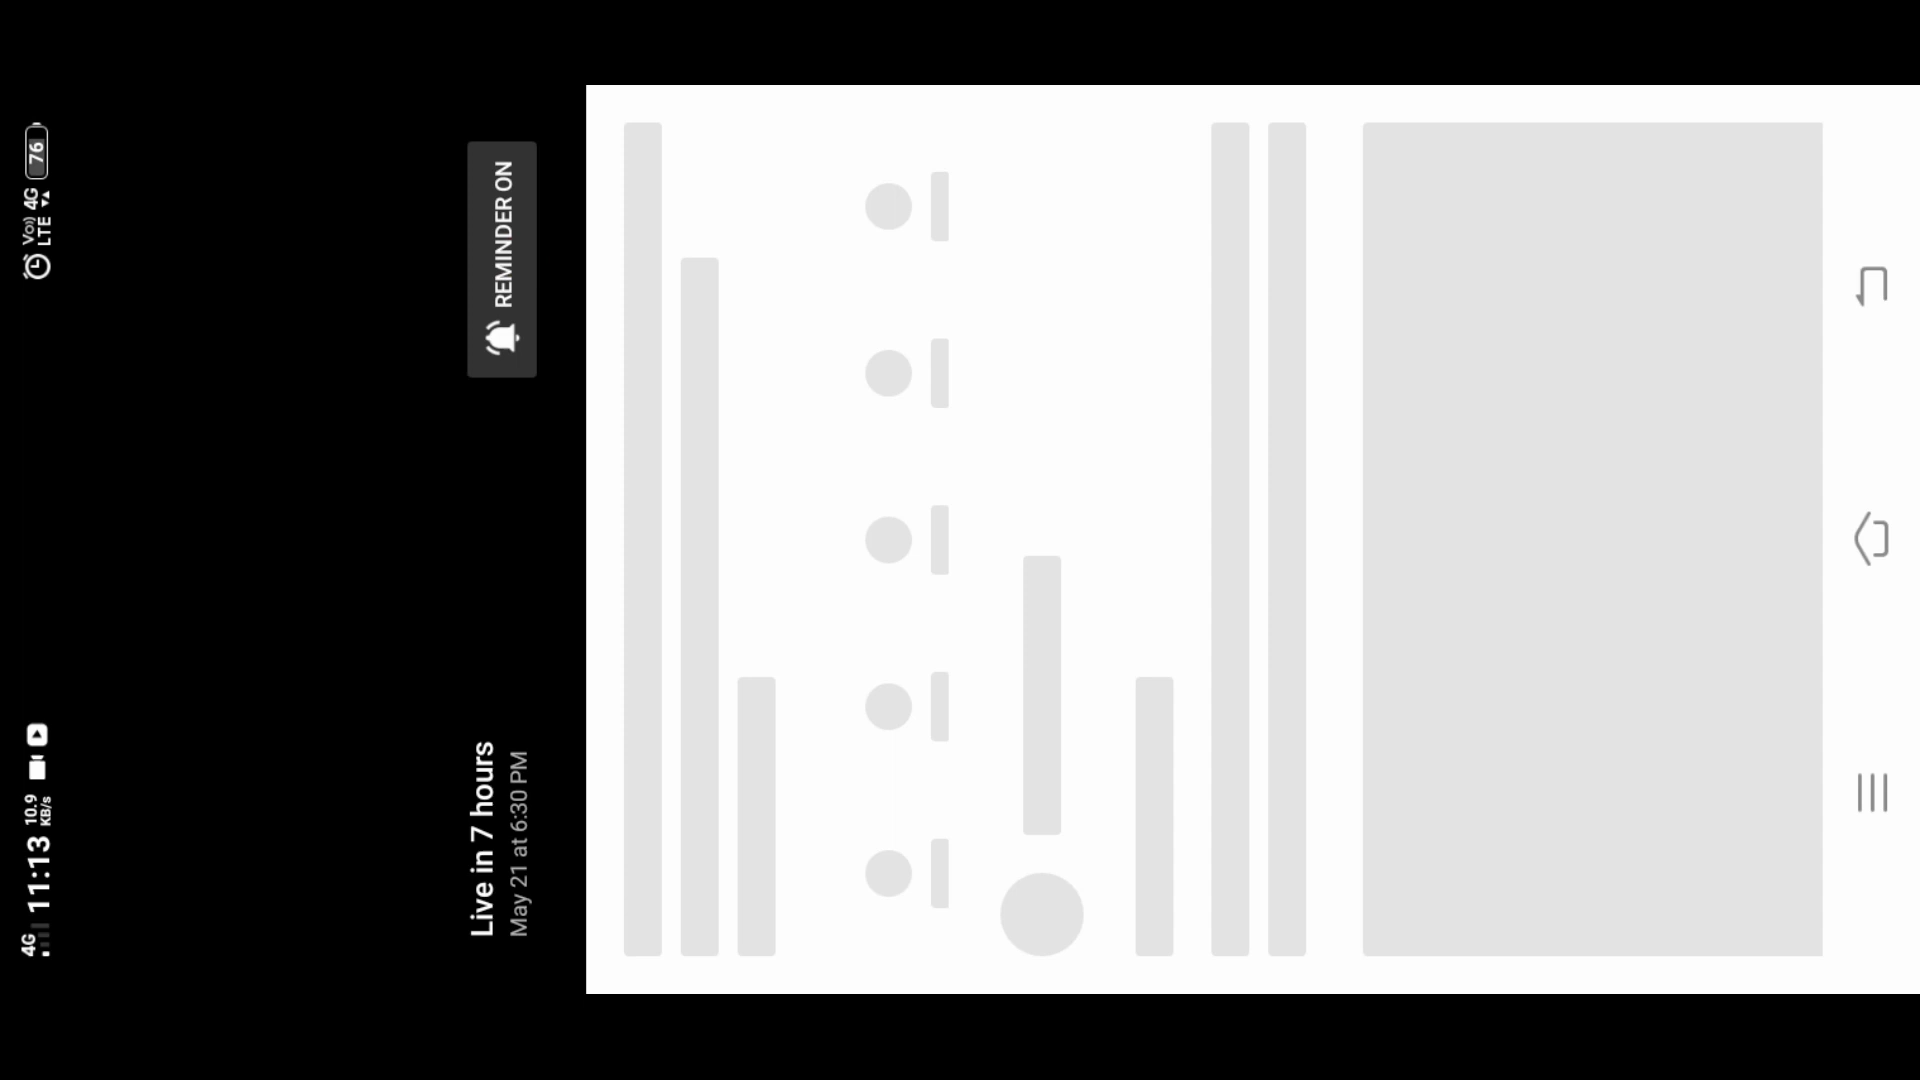 4G 11:13 10.9 KB/s
Vo)) LTE 4G 76
Live in 7 hours
May 21 at 6:30 PM
REMINDER ON